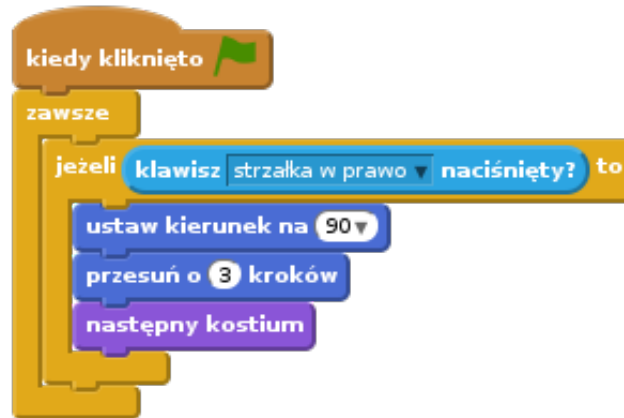 kiedy kliknięto
zawsze
jeżeli klawisz strzałka w prawo naciśnięty? to
ustaw kierunek na 90
przesuń o 3 kroków
następny kostium